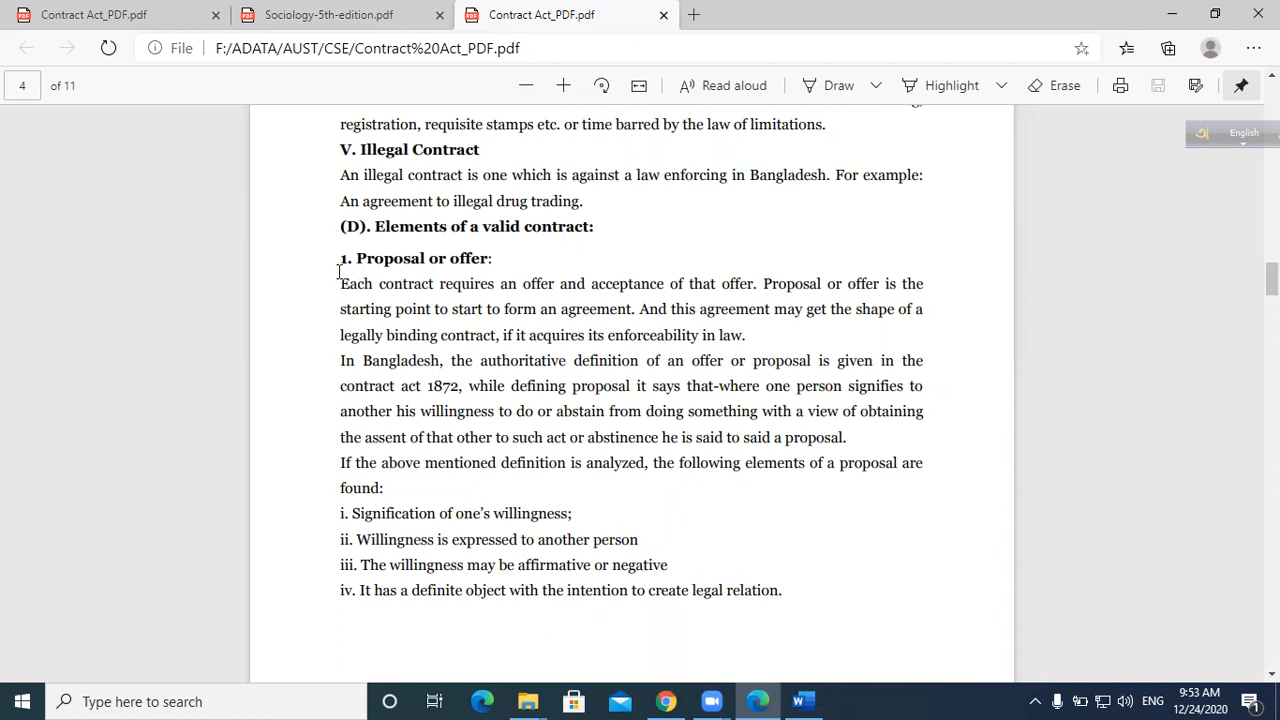 Contract Act_PDF.pdf
Sociology-5th-edition.pdf
Contract Act_PDF.pdf
File
F:/ADATA/AUST/CSE/Contract%20Act_PDF.pdf
4
of 11
Read aloud
Draw
Highlight
Erase
registration, requisite stamps etc. or time barred by the law of limitations.
English
V. Illegal Contract
An illegal contract is one which is against a law enforcing in Bangladesh. For example:
An agreement to illegal drug trading.
(D). Elements of a valid contract:
1. Proposal or offer:
Each contract requires an offer and acceptance of that offer. Proposal or offer is the
starting point to start to form an agreement. And this agreement may get the shape of a
legally binding contract, if it acquires its enforceability in law.
In Bangladesh, the authoritative definition of an offer or proposal is given in the
contract act 1872, while defining proposal it says that-where one person signifies to
another his willingness to do or abstain from doing something with a view of obtaining
the assent of that other to such act or abstinence he is said to said a proposal.
If the above mentioned definition is analyzed, the following elements of a proposal are
found:
i. Signification of one's willingness;
ii. Willingness is expressed to another person
iii. The willingness may be affirmative or negative
iv. It has a definite object with the intention to create legal relation.
Type here to search
ENG
9:53 AM
12/24/2020